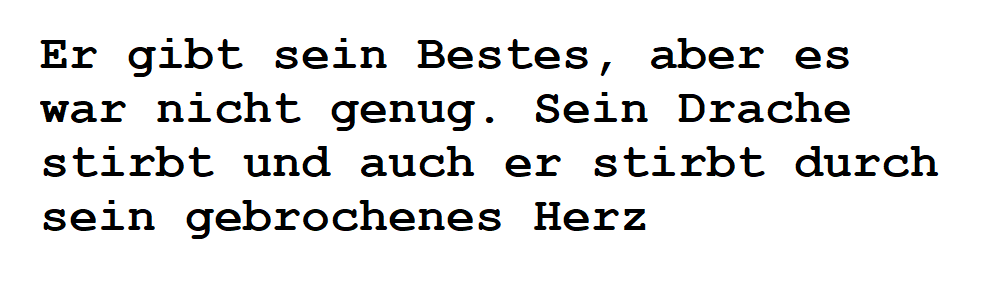 Er gibt sein Bestes, aber es
war nicht genug. Sein Drache
stirbt und auch er stirbt durch
sein gebrochenes Herz